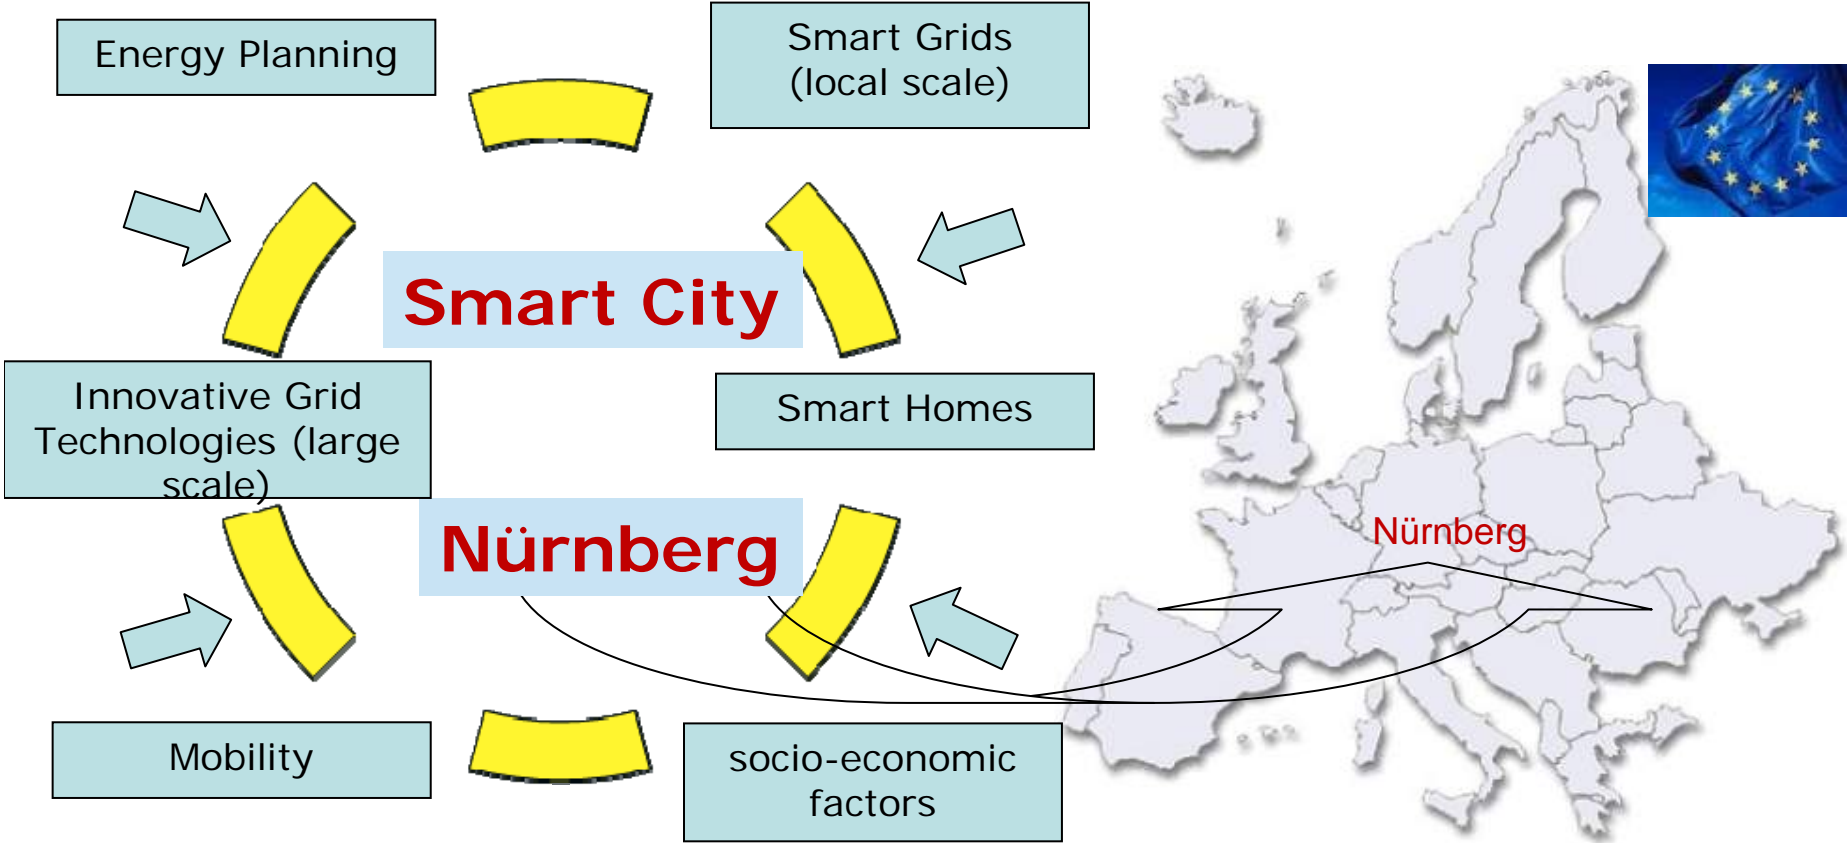 Energy Planning
Smart Grids
(local scale)
Smart City
Innovative Grid
Technologies (large
scale)
Smart Homes
Nürnberg
Nürnberg
Mobility
socio-economic
factors